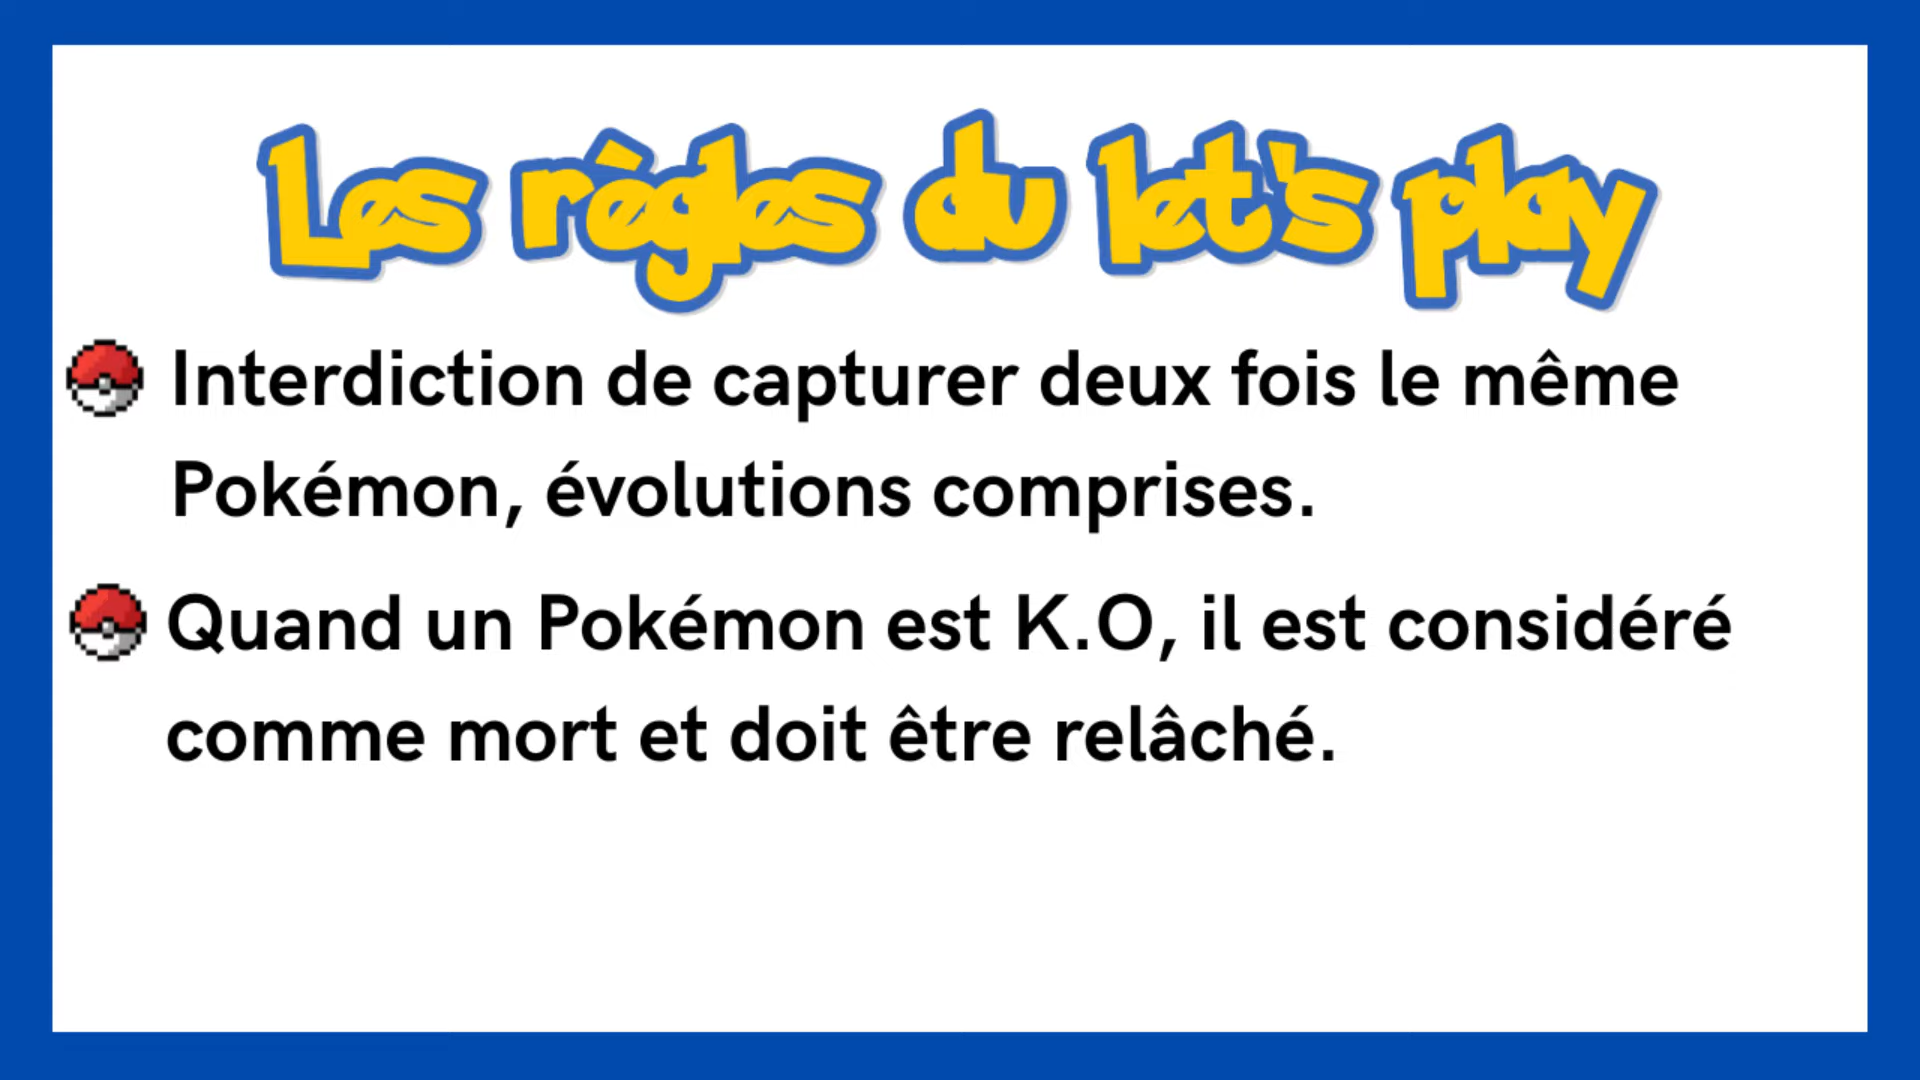 Les règles du let's play
Interdiction de capturer deux fois le même
Pokémon, évolutions comprises.
Quand un Pokémon est K.O, il est considéré
comme mort et doit être relâché.